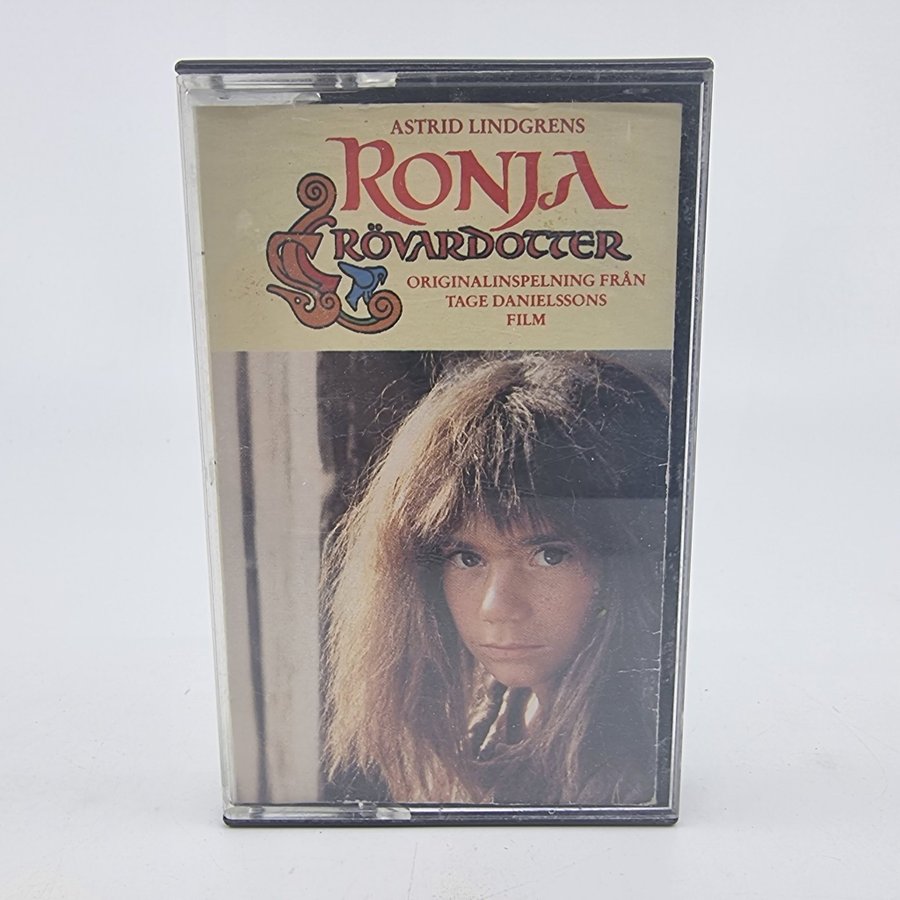 ASTRID LINDGRENS
RONJA
RÖVARDOTTER
ORIGINALINSPELNING FRÅN
TAGE DANIELSSONS
FILM